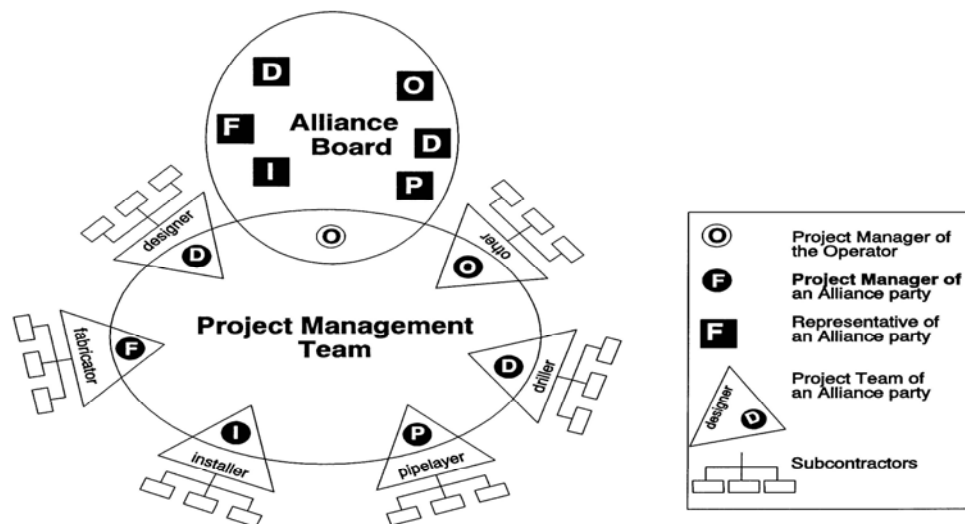 D
O
F
Alliance
Board
D
I
P
designer
D
O
other
O
Project Management
Team
fabricator
F
D
driller
I
installer
P
pipelayer
O
Project Manager of
the Operator
F
Project Manager of
an Alliance party
F
Representative of
an Alliance party
designer
D
Project Team of
an Alliance party
Subcontractors